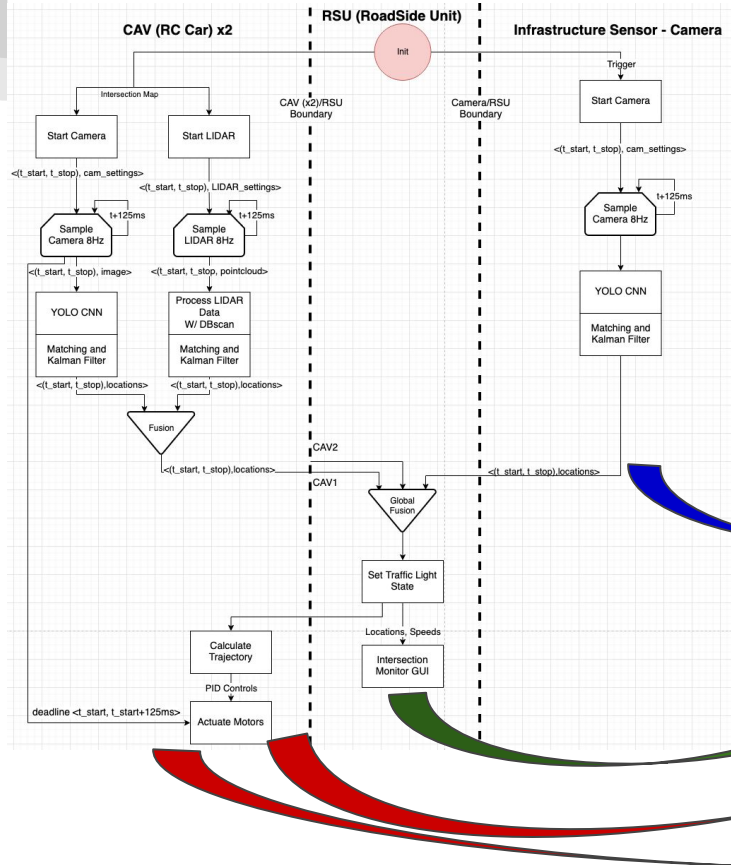 CAV (RC Car) x2
RSU (RoadSide Unit)
Infrastructure Sensor - Camera
Init
Trigger
Intersection Map
CAV (x2)/RSU
Boundary
Camera/RSU
Boundary
Start Camera
Start LIDAR
Start Camera
<(t_start, t_stop), cam_settings>
<(t_start, t_stop), LIDAR_settings>
<(t_start, t_stop), cam_settings>
t+125ms
t+125ms
t+125ms
Sample
Camera 8Hz
Sample
LIDAR 8Hz
Sample
Camera 8Hz
<(t_start, t_stop), image>
<(t_start, t_stop, pointcloud>
YOLO CNN
Process LIDAR
Data
W/ DBscan
YOLO CNN
Matching and
Kalman Filter
Matching and
Kalman Filter
Matching and
Kalman Filter
<(t_start, t_stop),locations>
<(t_start, t_stop),locations>
Fusion
CAV2
<(t_start, t_stop),locations>
<(t_start, t_stop),locations>
CAV1
Global
Fusion
Set Traffic Light
State
Locations, Speeds
Calculate
Trajectory
Intersection
Monitor GUI
PID Controls
deadline <t_start, t_start+125ms>
Actuate Motors